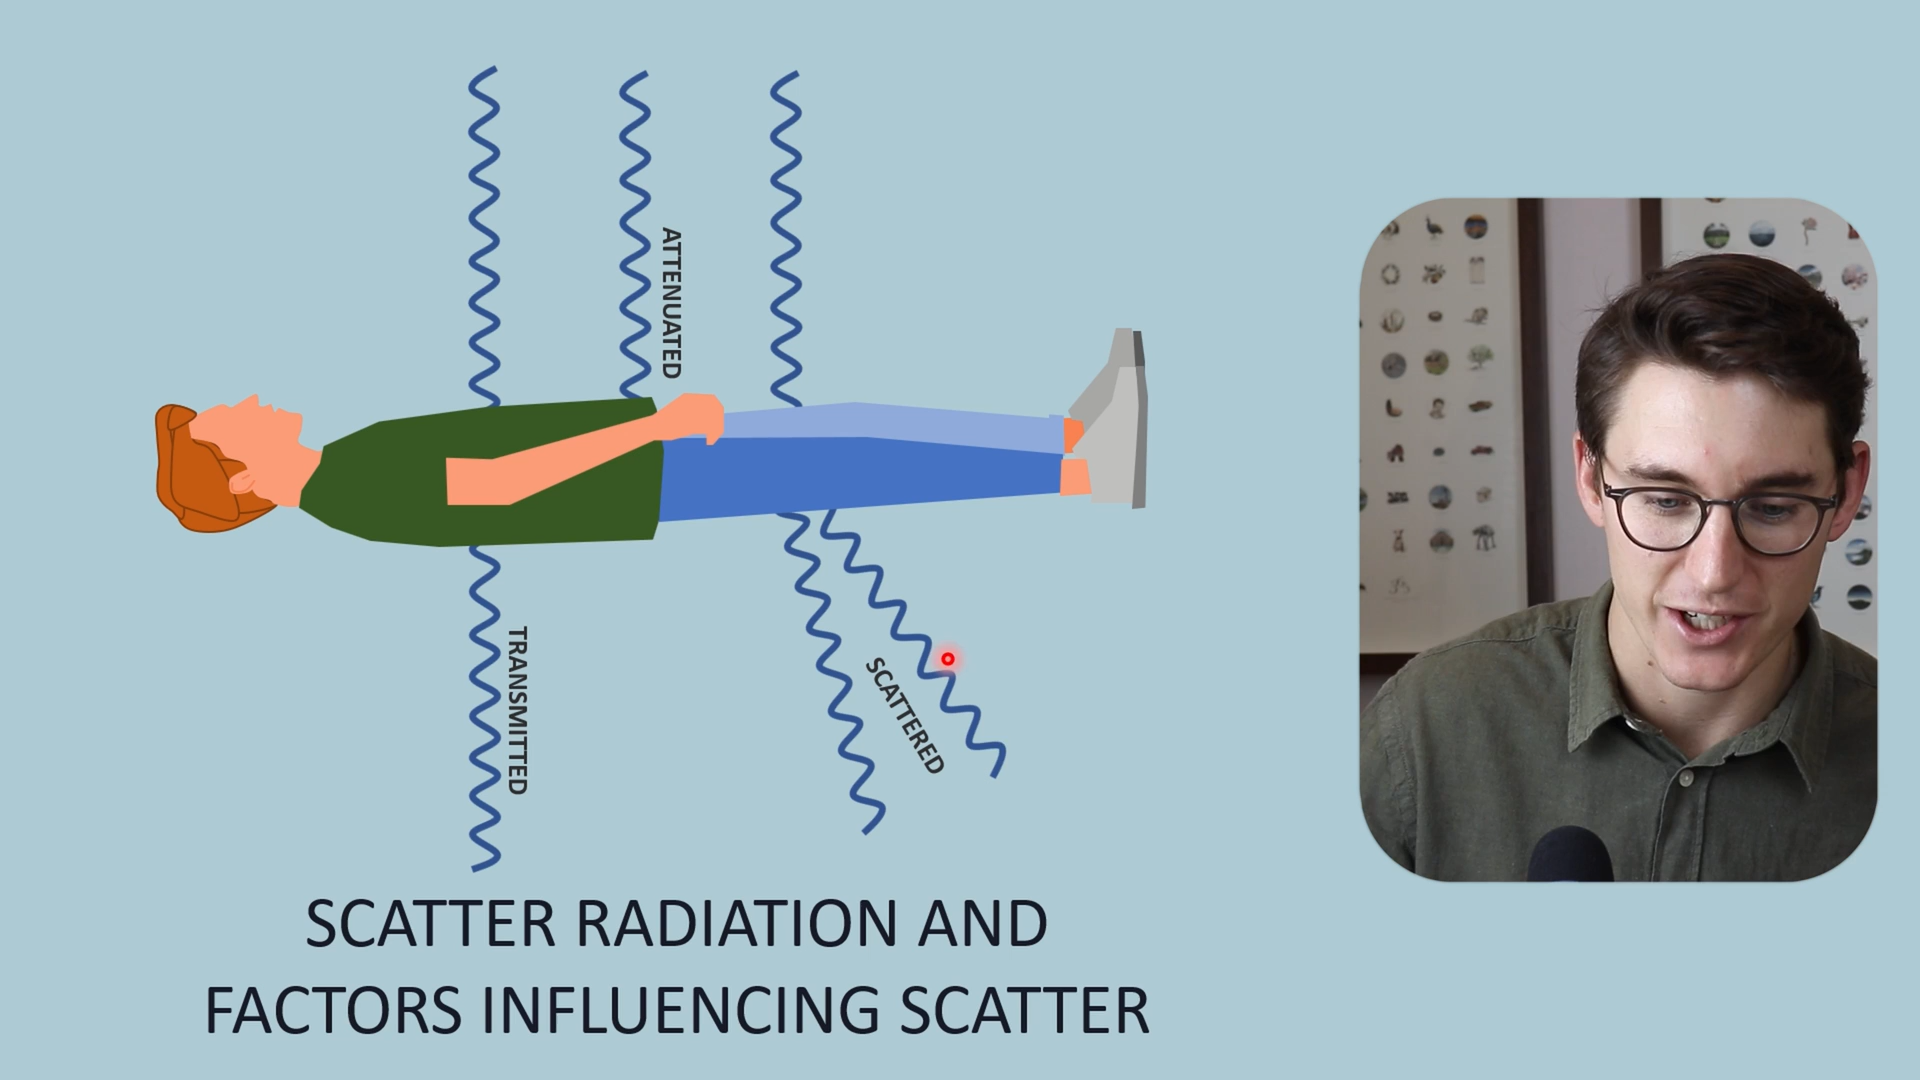 ATTENUATED
TRANSMITTED
SCATTERED
SCATTER RADIATION AND
FACTORS INFLUENCING SCATTER